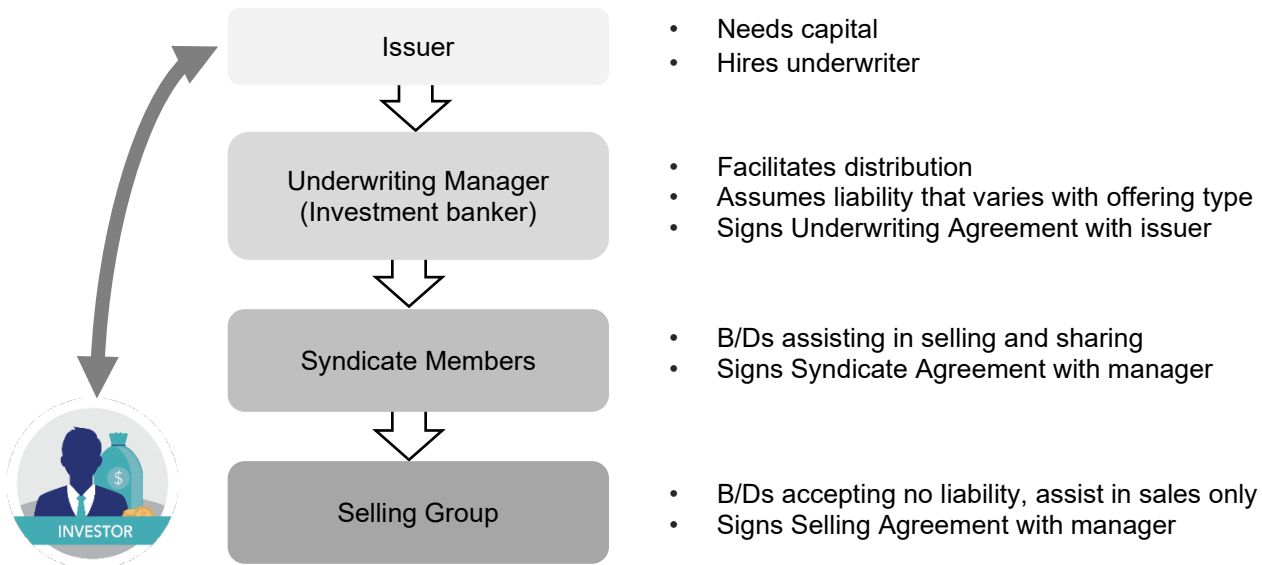 Issuer
• Needs capital
• Hires underwriter
Underwriting Manager
(Investment banker)
• Facilitates distribution
• Assumes liability that varies with offering type
• Signs Underwriting Agreement with issuer
Syndicate Members
• B/Ds assisting in selling and sharing
• Signs Syndicate Agreement with manager
$
INVESTOR
Selling Group
• B/Ds accepting no liability, assist in sales only
• Signs Selling Agreement with manager